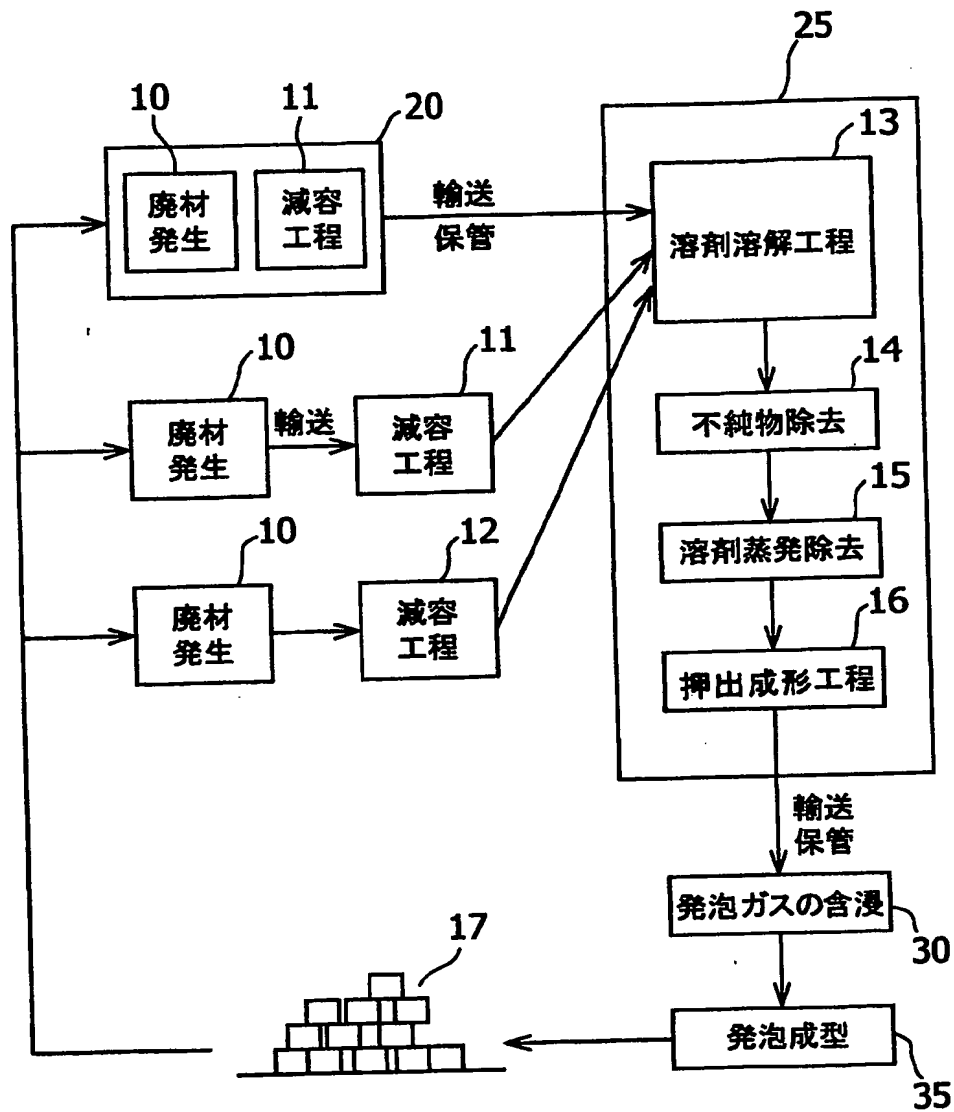 25
10
11
20
13
廃材
発生
減容
工程
輸送
保管
溶剤溶解工程
10
11
14
廃材
発生
輸送
減容
工程
不純物除去
15
10
12
溶剤蒸発除去
廃材
発生
減容
工程
16
押出成形工程
輸送
保管
発泡ガスの含浸
30
17
発泡成型
35